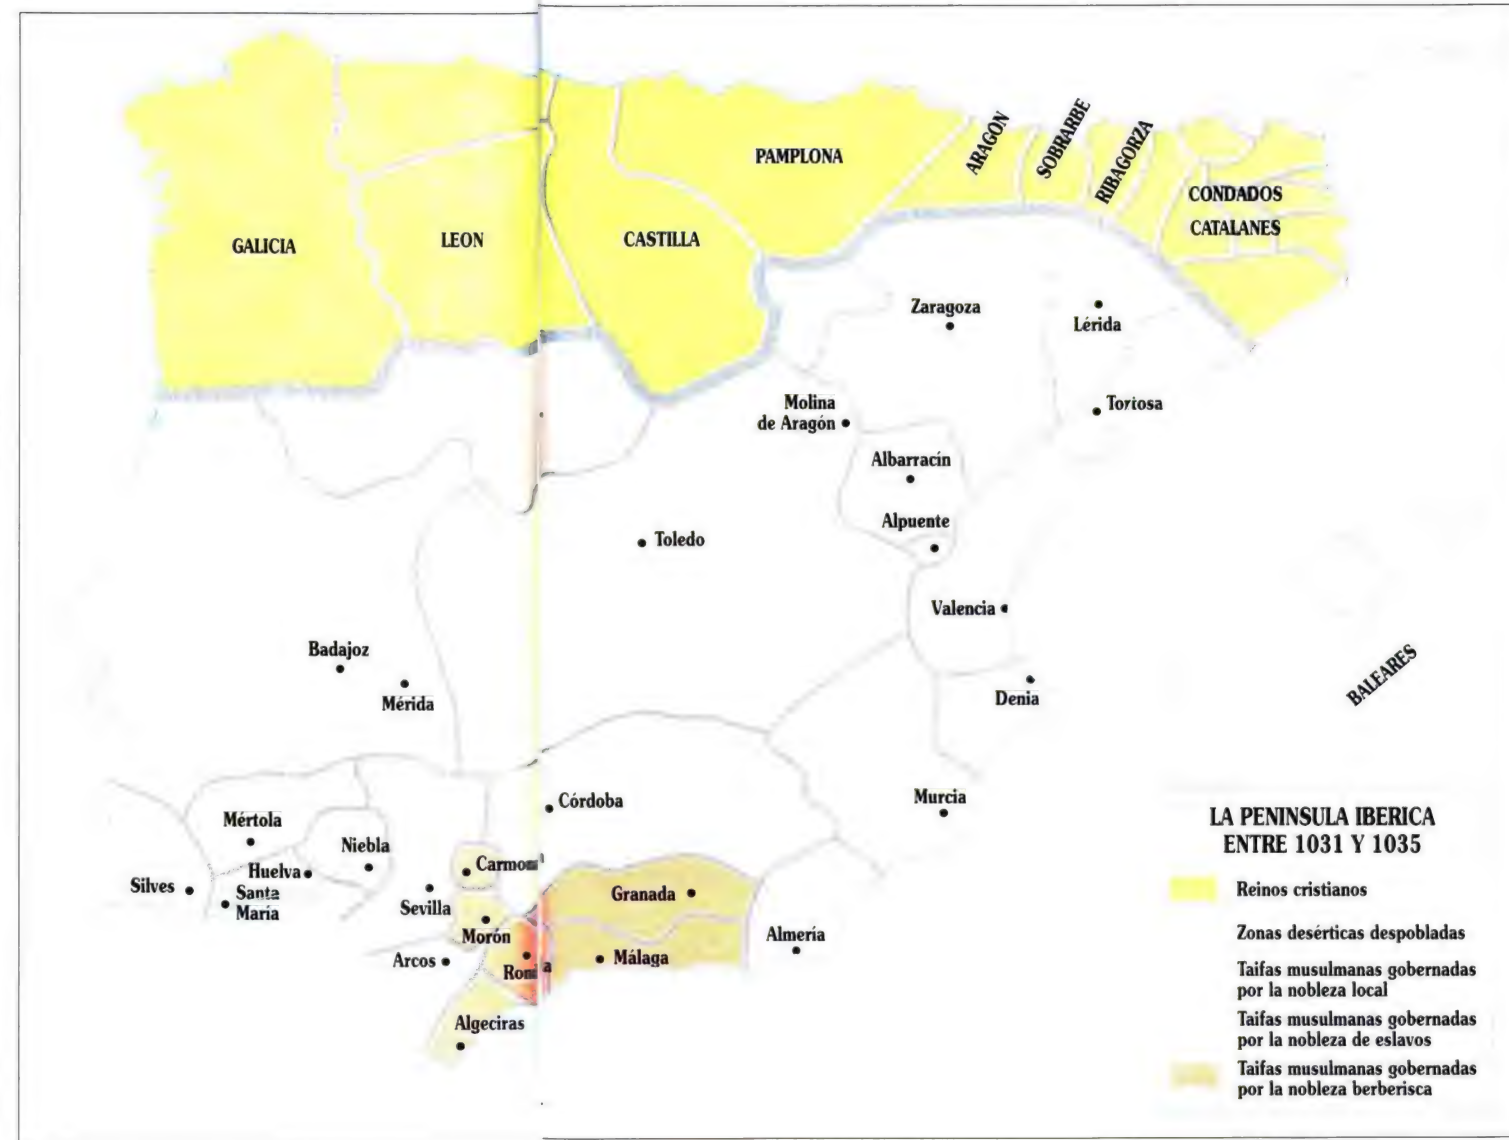 ARAGON
SOBRARBE
RIBAGORZA
PAMPLONA
CONDADOS
CATALANES
GALICIA
LEON
CASTILLA
Zaragoza
Lérida
Molina
de Aragón
Tortosa
Albarracín
Alpuente
Toledo
Valencia
Badajoz
Mérida
Denia
BALEARES
Córdoba
Murcia
Mértola
Niebla
Huelva
Carmona
Silves
Santa
María
Sevilla
Granada
Morón
Almería
Arcos
Ronda
Málaga
Algeciras
LA PENINSULA IBERICA
ENTRE 1031 Y 1035
Reinos cristianos
Zonas desérticas despobladas
Taifas musulmanas gobernadas
por la nobleza local
Taifas musulmanas gobernadas
por la nobleza de eslavos
Taifas musulmanas gobernadas
por la nobleza berberisca